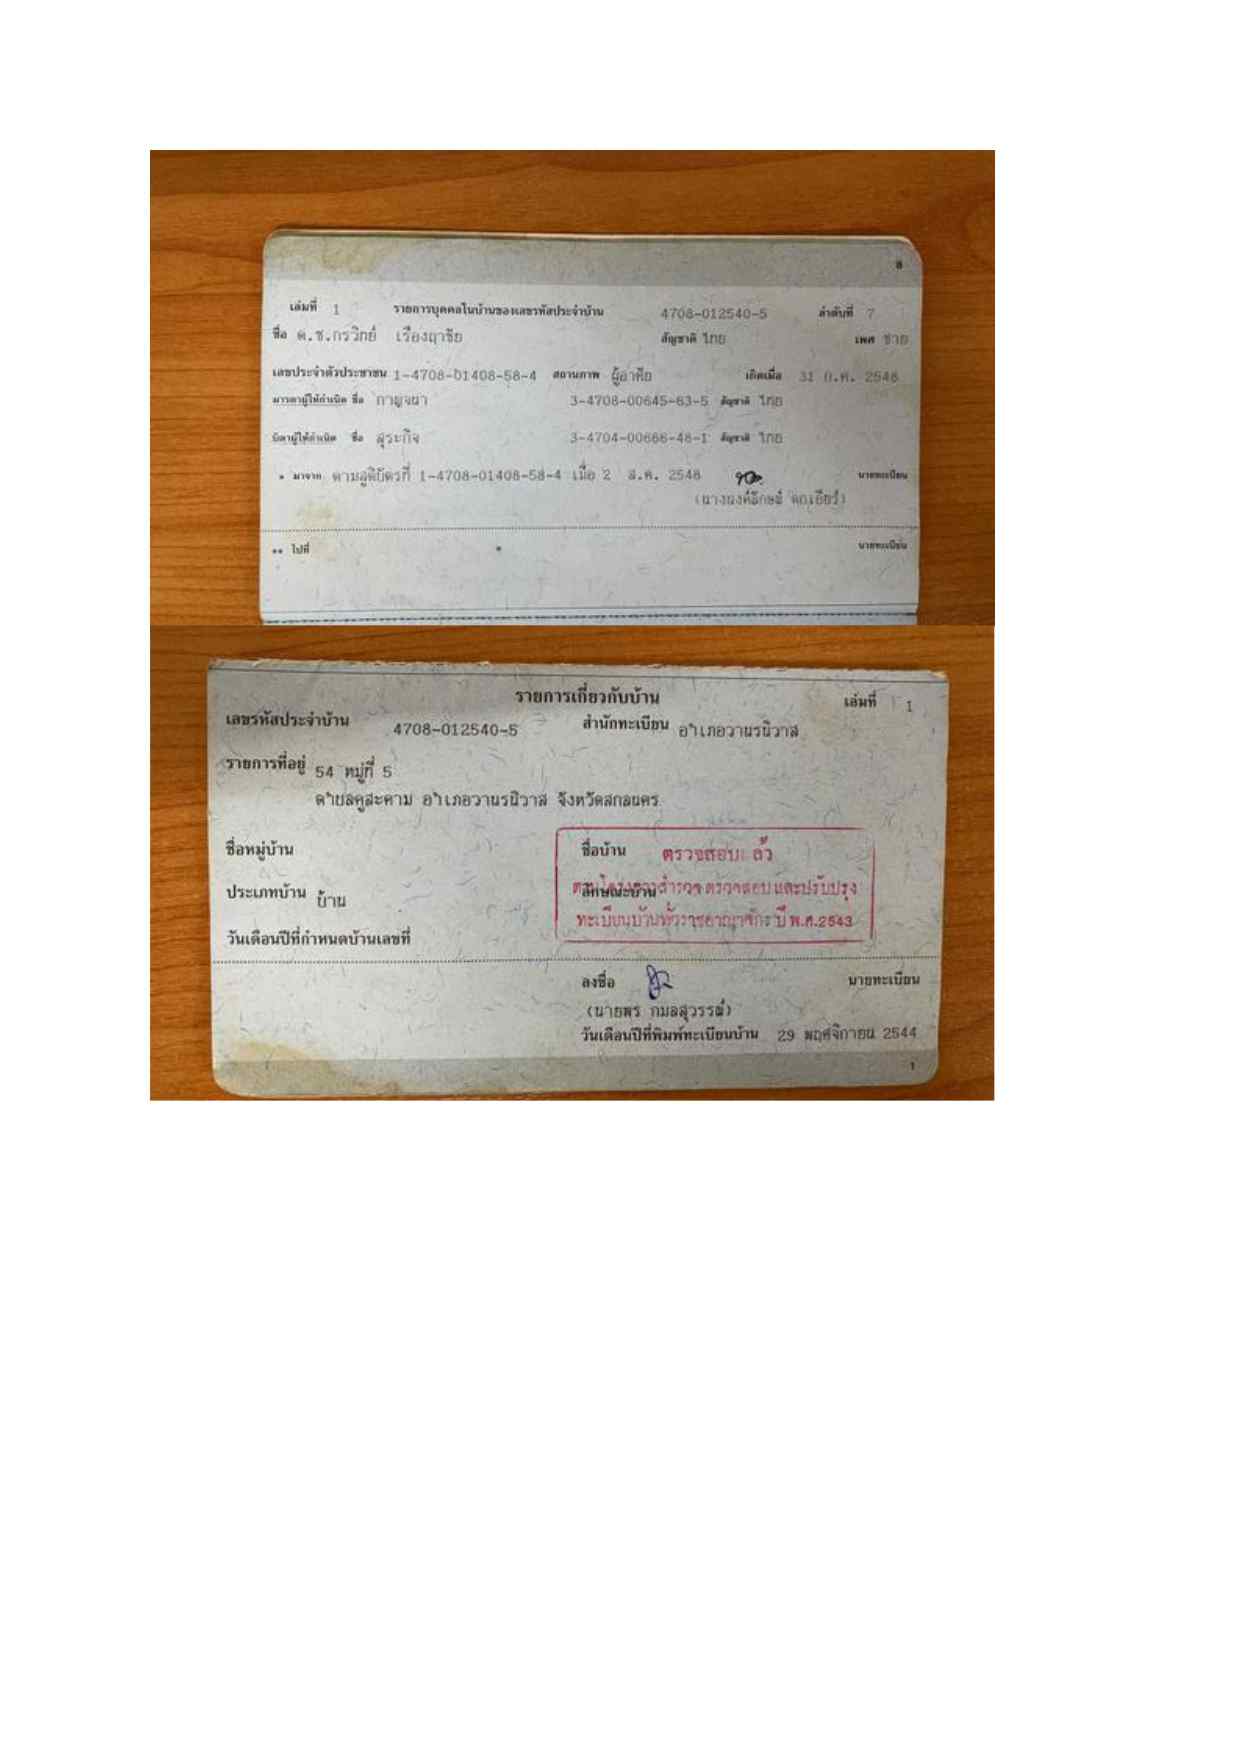 8
เล่มที่ 1 รายการบุคคลในบ้านของเลขรหัสประจำบ้าน 4708-012540-5 ลำดับที่ 7
ชื่อ ด.ช.กรวิทย์ เรืองฤาชัย สัญชาติ ไทย เพศ ชาย
เลขประจำตัวประชาชน 1-4708-01408-58-4 สถานภาพ ผู้อาศัย เกิดเมื่อ 31 ก.ค. 2548
มารดาผู้ให้กำเนิด ชื่อ กาญจนา 3-4708-00645-63-5 สัญชาติ ไทย
บิดาผู้ให้กำเนิด ชื่อ สุระกิจ 3-4704-00666-48-1 สัญชาติ ไทย
* มาจาก ตามสูติบัตรที่ 1-4708-01408-58-4 เมื่อ 2 ส.ค. 2548 นายทะเบียน
(นางนงค์ลักษณ์)
** ไปที่ นายทะเบียน
รายการเกี่ยวกับบ้าน เล่มที่ 1
เลขรหัสประจำบ้าน 4708-012540-5 สำนักทะเบียน อำเภอวานรนิวาส
รายการที่อยู่ 54 หมู่ที่ 5
ตำบลคูสะคาม อำเภอวานรนิวาส จังหวัดสกลนคร
ชื่อหมู่บ้าน ชื่อบ้าน ตรวจสอบแล้ว
ประเภทบ้าน บ้าน ลักษณะบ้าน ตามโครงการสำรวจ ตรวจสอบ และปรับปรุง
ทะเบียนบ้านทั่วราชอาณาจักร ปี พ.ศ.2543
วันเดือนปีที่กำหนดบ้านเลขที่
ลงชื่อ นายทะเบียน
(นายพร กมลสุวรรณ์)
วันเดือนปีที่พิมพ์ทะเบียนบ้าน 29 พฤศจิกายน 2544
1